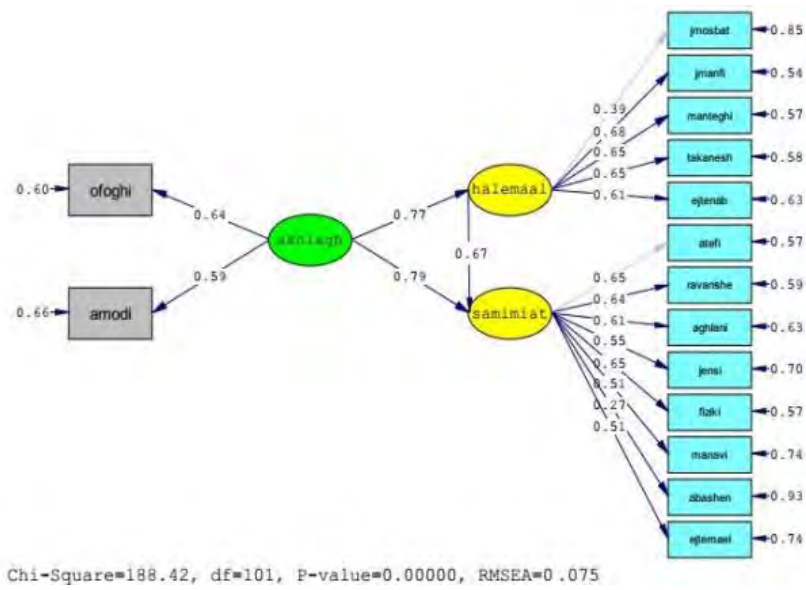 jmosbat
0.85
jmanfi
0.54
0.39
manteghi
0.57
0.68
0.65
takanesh
0.58
0.65
0.60
ofoghi
halemaal
0.61
ejtenab
0.63
0.64
0.77
akhlagh
atefi
0.57
0.67
0.59
0.79
0.65
ravanshe
0.59
0.64
0.66
amodi
samimiat
0.61
aghlani
0.63
0.55
jensi
0.70
0.65
0.51
fiziki
0.57
0.27
0.51
manavi
0.74
abashen
0.93
ejtemaei
0.74
Chi-Square=188.42, df=101, P-value=0.00000, RMSEA=0.075